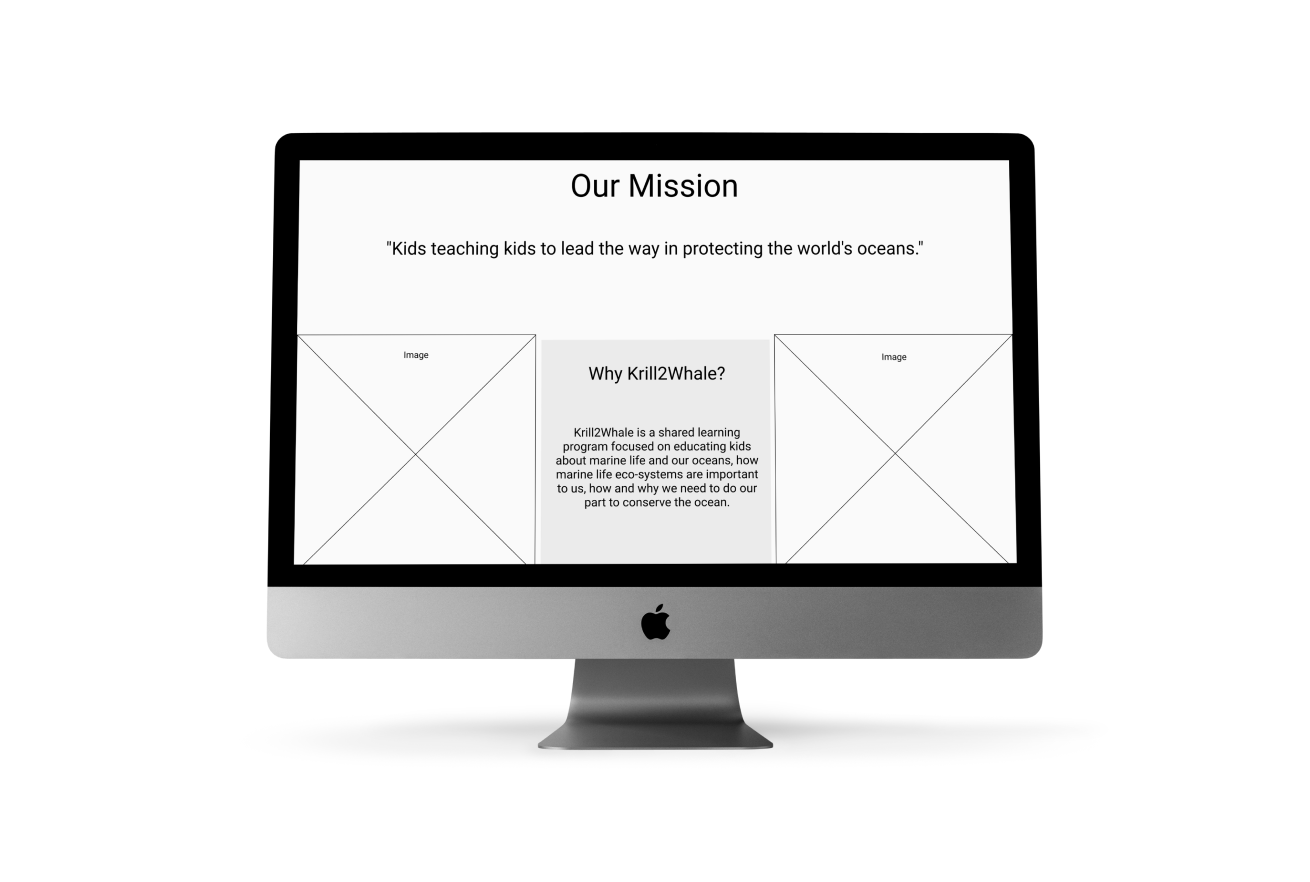 Our Mission
"Kids teaching kids to lead the way in protecting the world's oceans."
Image
Why Krill2Whale?
Krill2Whale is a shared learning
program focused on educating kids
about marine life and our oceans, how
marine life eco-systems are important
to us, how and why we need to do our
part to conserve the ocean.
Image